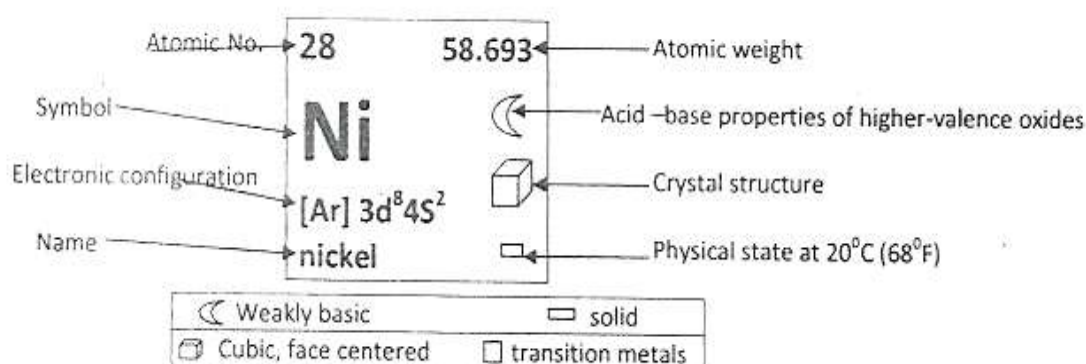 Atomic No. 28 58.693 Atomic weight
Symbol Ni Acid –base properties of higher-valence oxides
Electronic configuration Crystal structure
[Ar] 3d⁸4S²
Name nickel Physical state at 20⁰C (68⁰F)
Weakly basic solid
Cubic, face centered transition metals